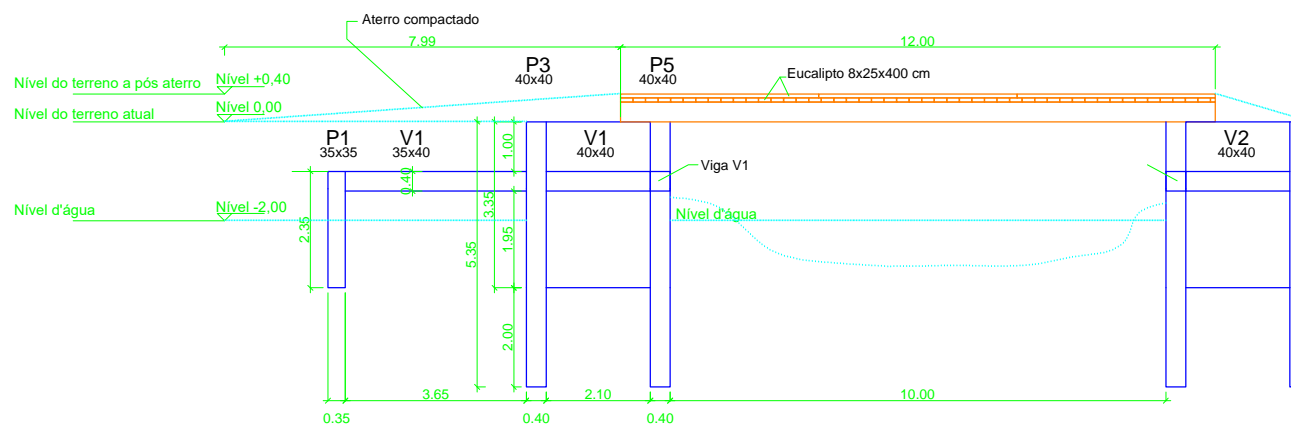 Aterro compactado
7.99
12.00
P3
40x40
P5
40x40
Eucalipto 8x25x400 cm
Nível do terreno a pós aterro
Nível +0,40
Nível do terreno atual
Nível 0,00
P1
35x35
V1
35x40
1.00
V1
40x40
V2
40x40
Viga V1
0.40
Nível d'água
Nível -2,00
Nível d'água
2.35
3.35
1.95
5.35
2.00
3.65
2.10
10.00
0.35
0.40
0.40